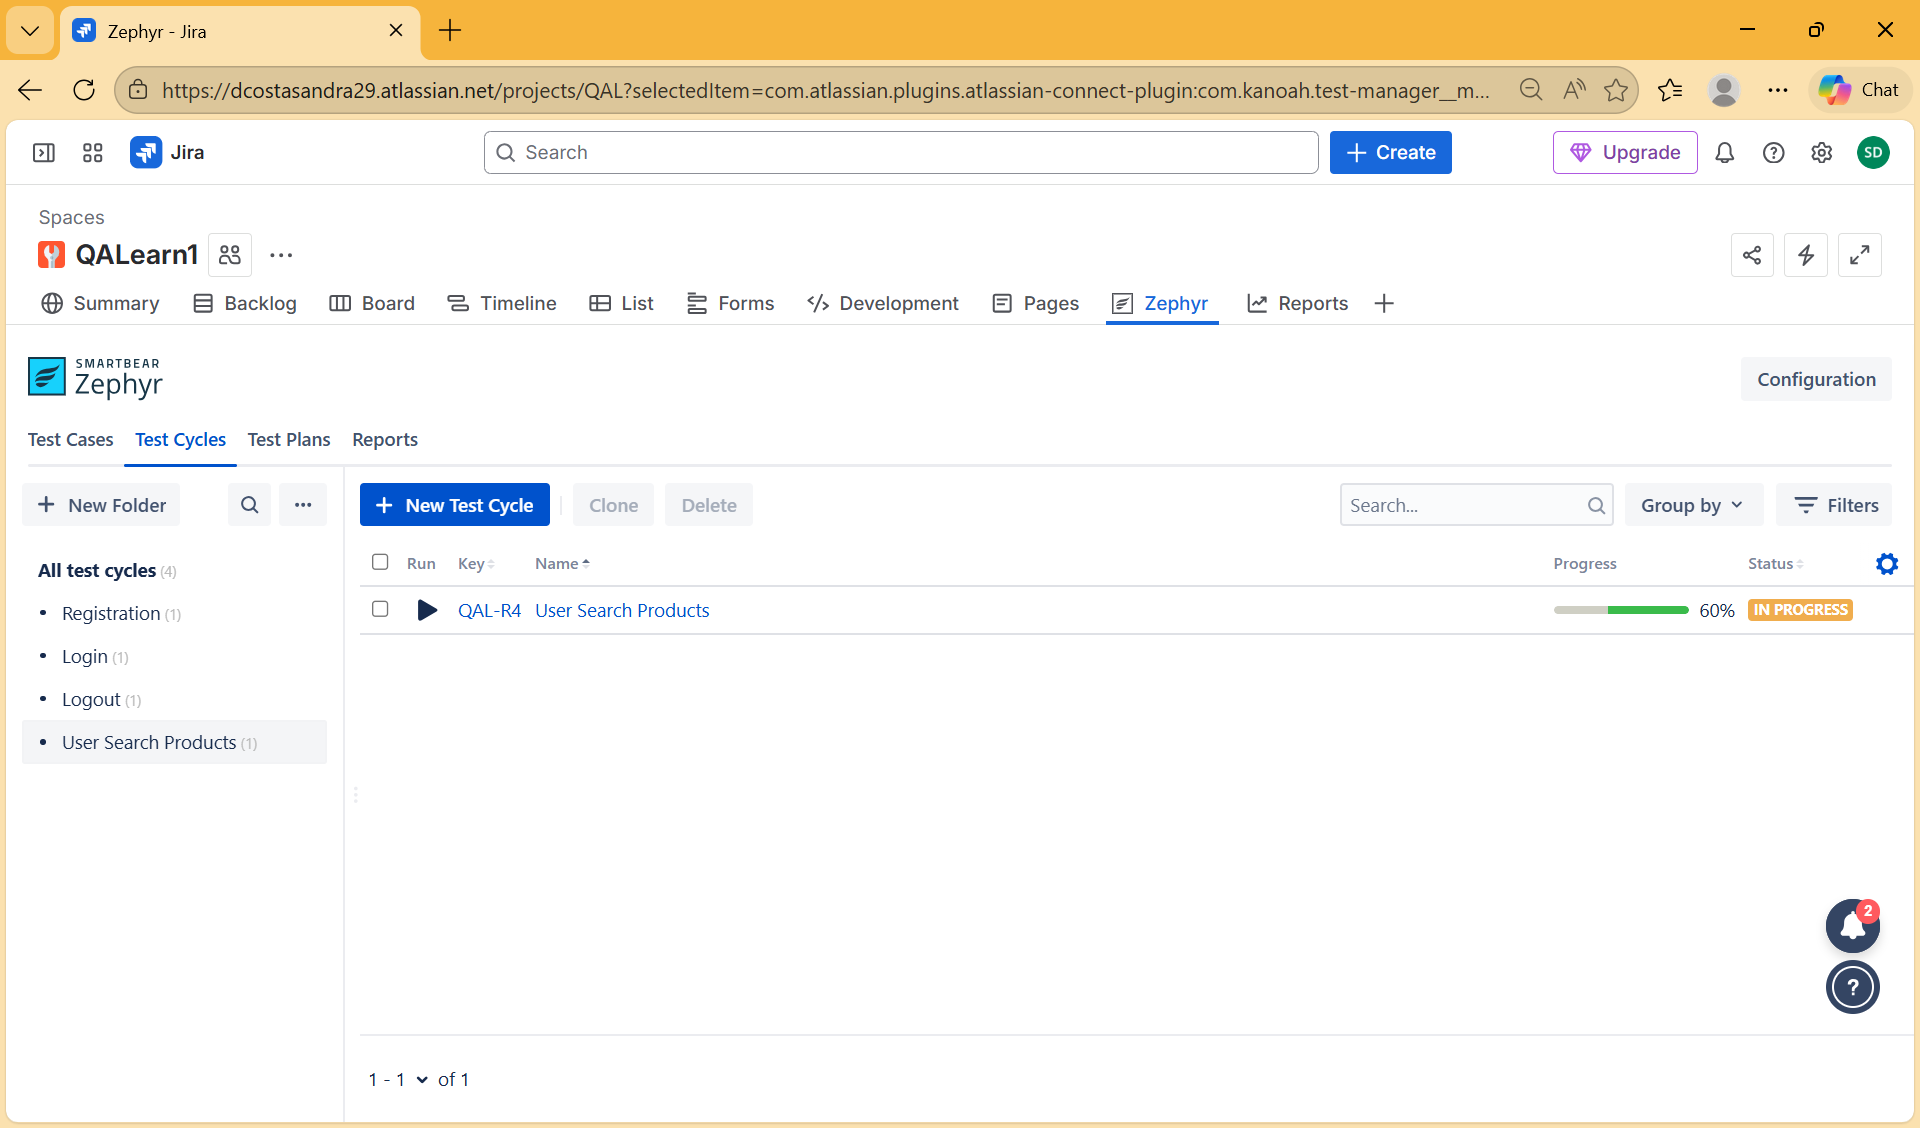 Zephyr - Jira
https://dcostasandra29.atlassian.net/projects/QAL?selectedItem=com.atlassian.plugins.atlassian-connect-plugin:com.kanoah.test-manager__m...
Chat
Jira
Search
Create
Upgrade
SD
Spaces
QALearn1
Summary
Backlog
Board
Timeline
List
Forms
Development
Pages
Zephyr
Reports
SMARTBEAR
Zephyr
Configuration
Test Cases
Test Cycles
Test Plans
Reports
New Folder
New Test Cycle
Clone
Delete
Search...
Group by
Filters
All test cycles (4)
Registration (1)
Login (1)
Logout (1)
User Search Products (1)
Run
Key
Name
Progress
Status
QAL-R4
User Search Products
60%
IN PROGRESS
2
?
1 - 1 of 1